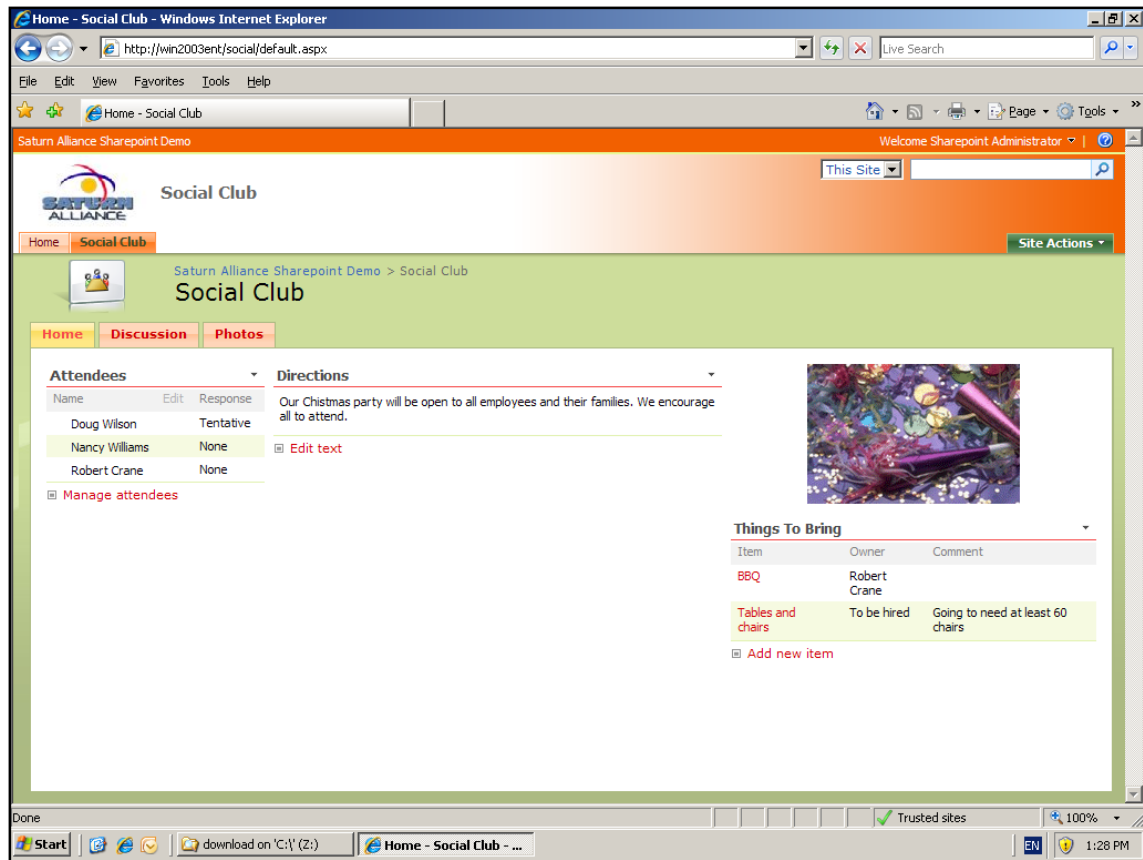 Home - Social Club - Windows Internet Explorer
http://win2003ent/social/default.aspx
Live Search
File Edit View Favorites Tools Help
Home - Social Club
Page Tools »
Saturn Alliance Sharepoint Demo
Welcome Sharepoint Administrator
SATURN
ALLIANCE
Social Club
This Site
Home Social Club
Site Actions
Saturn Alliance Sharepoint Demo > Social Club
Social Club
Home Discussion Photos
Attendees
Name Edit Response
Doug Wilson Tentative
Nancy Williams None
Robert Crane None
Manage attendees
Directions
Our Chistmas party will be open to all employees and their families. We encourage
all to attend.
Edit text
Things To Bring
Item Owner Comment
BBQ Robert
Crane
Tables and To be hired Going to need at least 60
chairs chairs
Add new item
Done
Trusted sites
100%
Start
download on 'C:\' (Z:)
Home - Social Club - ...
EN
1:28 PM